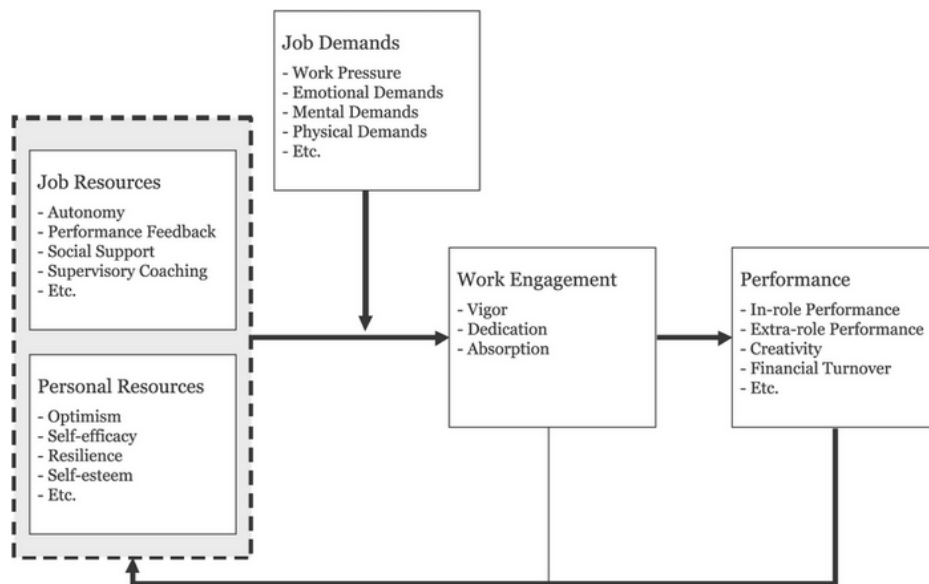 Job Demands
- Work Pressure
- Emotional Demands
- Mental Demands
- Physical Demands
- Etc.
Job Resources
- Autonomy
- Performance Feedback
- Social Support
- Supervisory Coaching
- Etc.
Personal Resources
- Optimism
- Self-efficacy
- Resilience
- Self-esteem
- Etc.
Work Engagement
- Vigor
- Dedication
- Absorption
Performance
- In-role Performance
- Extra-role Performance
- Creativity
- Financial Turnover
- Etc.